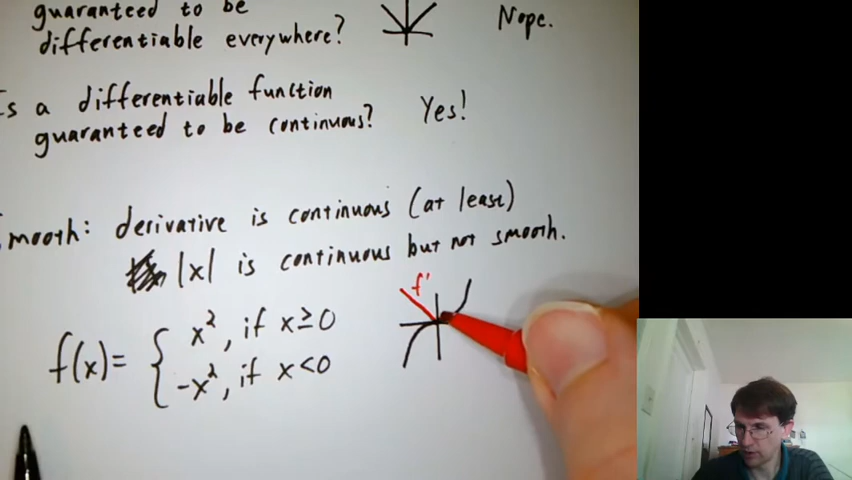 guaranteed to be
differentiable everywhere? Nope.
Is a differentiable function
guaranteed to be continuous? Yes!
mooth: derivative is continuous (at least)
|x| is continuous but not smooth.
f'
f(x)= { x², if x≥0
-x², if x<0